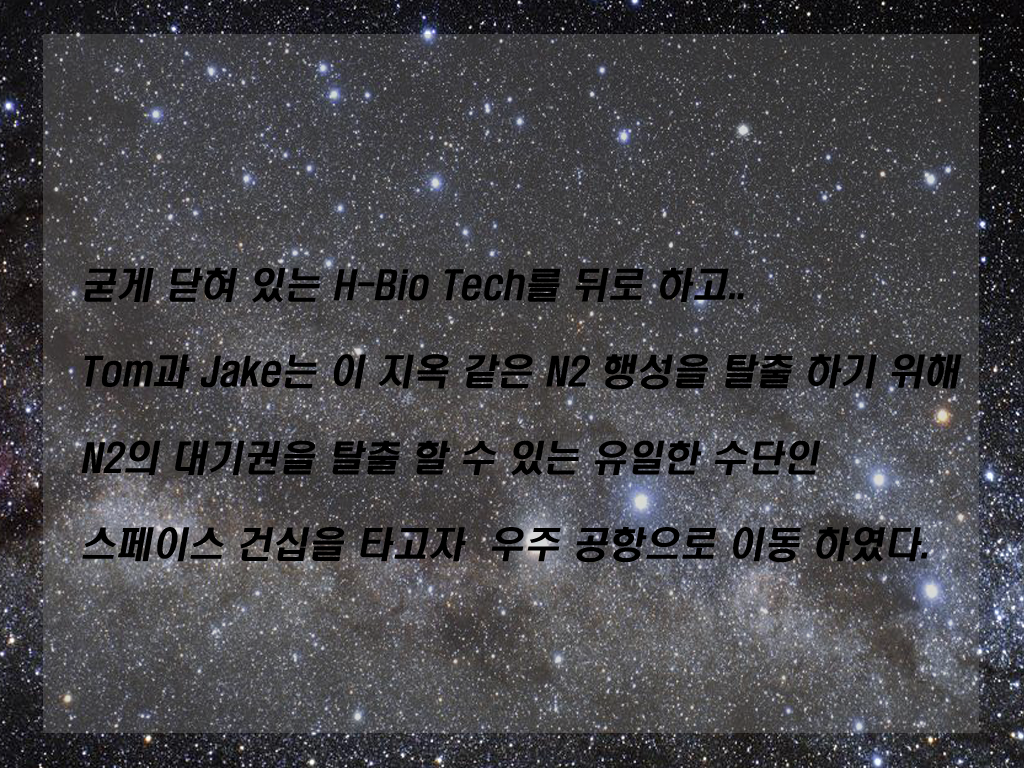 굳게 닫혀 있는 H-Bio Tech를 뒤로 하고..
Tom과 Jake는 이 지옥 같은 N2 행성을 탈출 하기 위해
N2의 대기권을 탈출 할 수 있는 유일한 수단인
스페이스 건십을 타고자  우주 공항으로 이동 하였다.